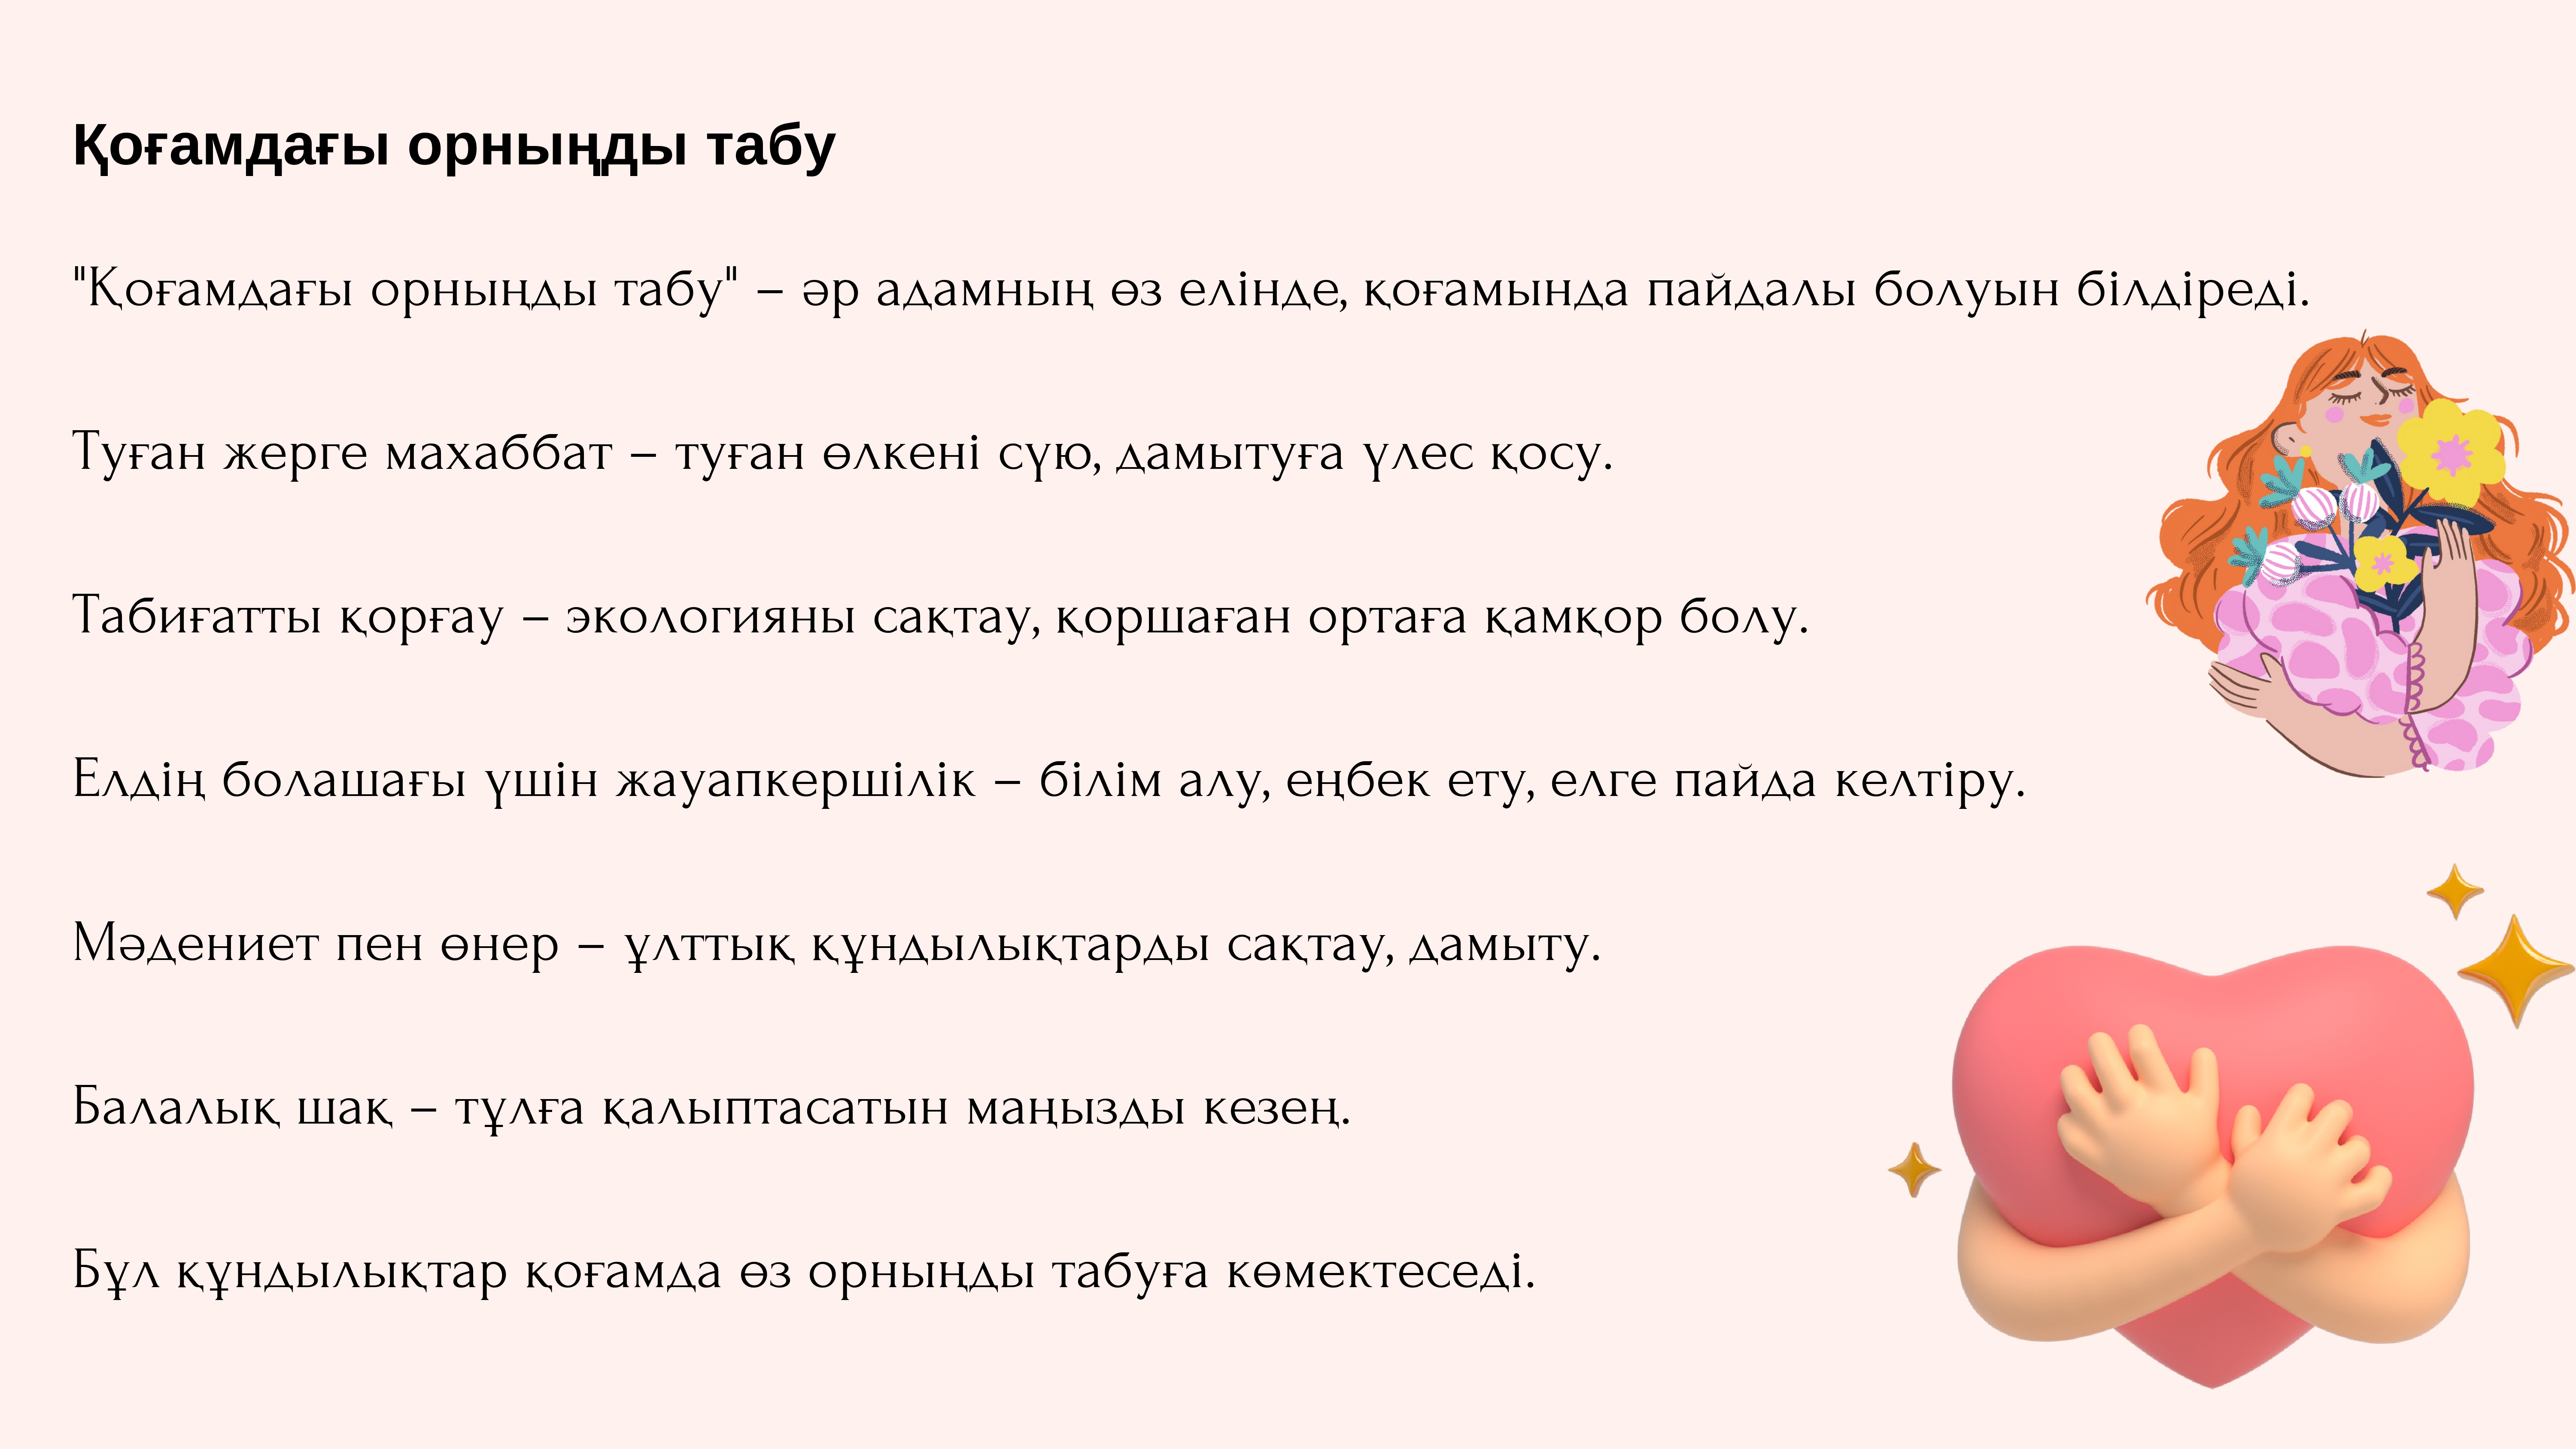 Қоғамдағы орныңды табу
"Қоғамдағы орныңды табу" – әр адамның өз елінде, қоғамында пайдалы болуын білдіреді.
Туған жерге махаббат – туған өлкені сүю, дамытуға үлес қосу.
Табиғатты қорғау – экологияны сақтау, қоршаған ортаға қамқор болу.
Елдің болашағы үшін жауапкершілік – білім алу, еңбек ету, елге пайда келтіру.
Мәдениет пен өнер – ұлттық құндылықтарды сақтау, дамыту.
Балалық шақ – тұлға қалыптасатын маңызды кезең.
Бұл құндылықтар қоғамда өз орныңды табуға көмектеседі.